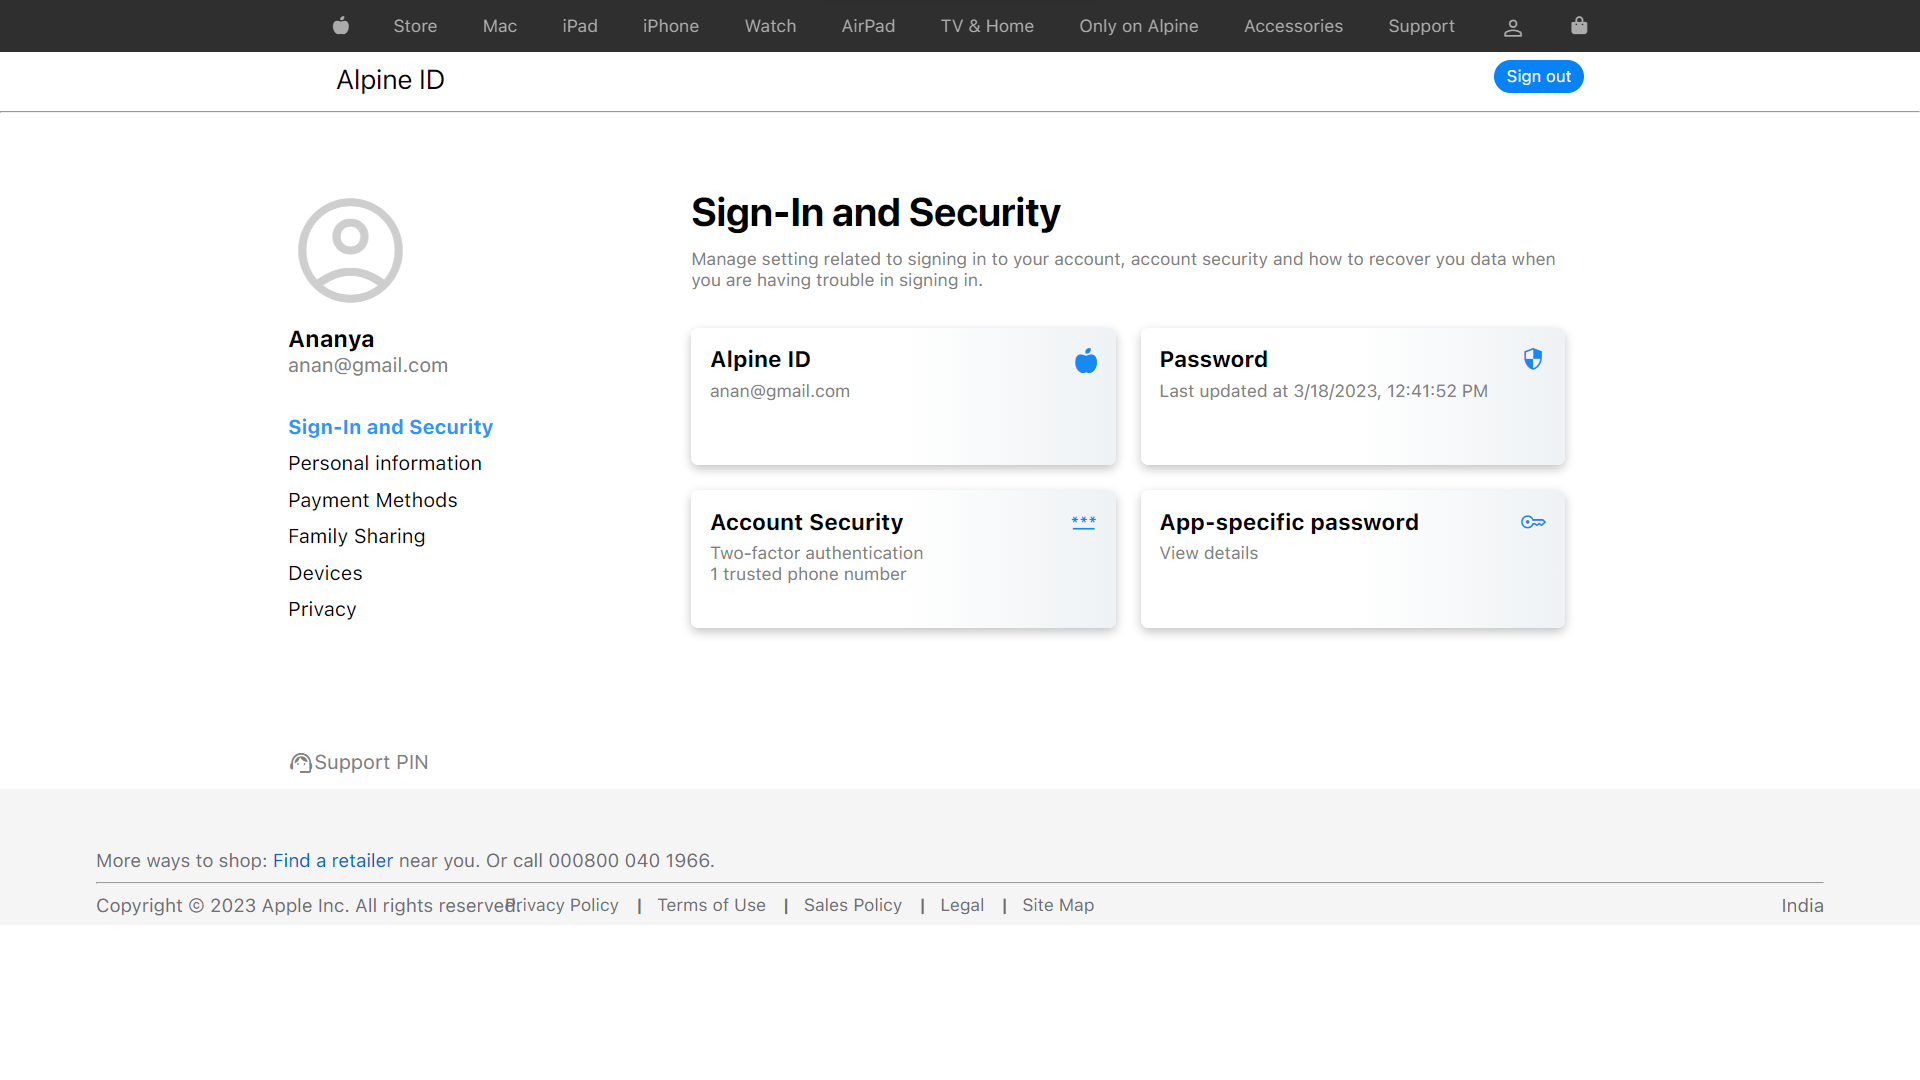 Store Mac iPad iPhone Watch AirPad TV & Home Only on Alpine Accessories Support
Alpine ID
Sign out
Ananya
anan@gmail.com
Sign-In and Security
Personal information
Payment Methods
Family Sharing
Devices
Privacy
Support PIN
Sign-In and Security
Manage setting related to signing in to your account, account security and how to recover you data when
you are having trouble in signing in.
Alpine ID
anan@gmail.com
Password
Last updated at 3/18/2023, 12:41:52 PM
Account Security
Two-factor authentication
1 trusted phone number
App-specific password
View details
More ways to shop: Find a retailer near you. Or call 000800 040 1966.
Copyright © 2023 Apple Inc. All rights reserved. Privacy Policy | Terms of Use | Sales Policy | Legal | Site Map India